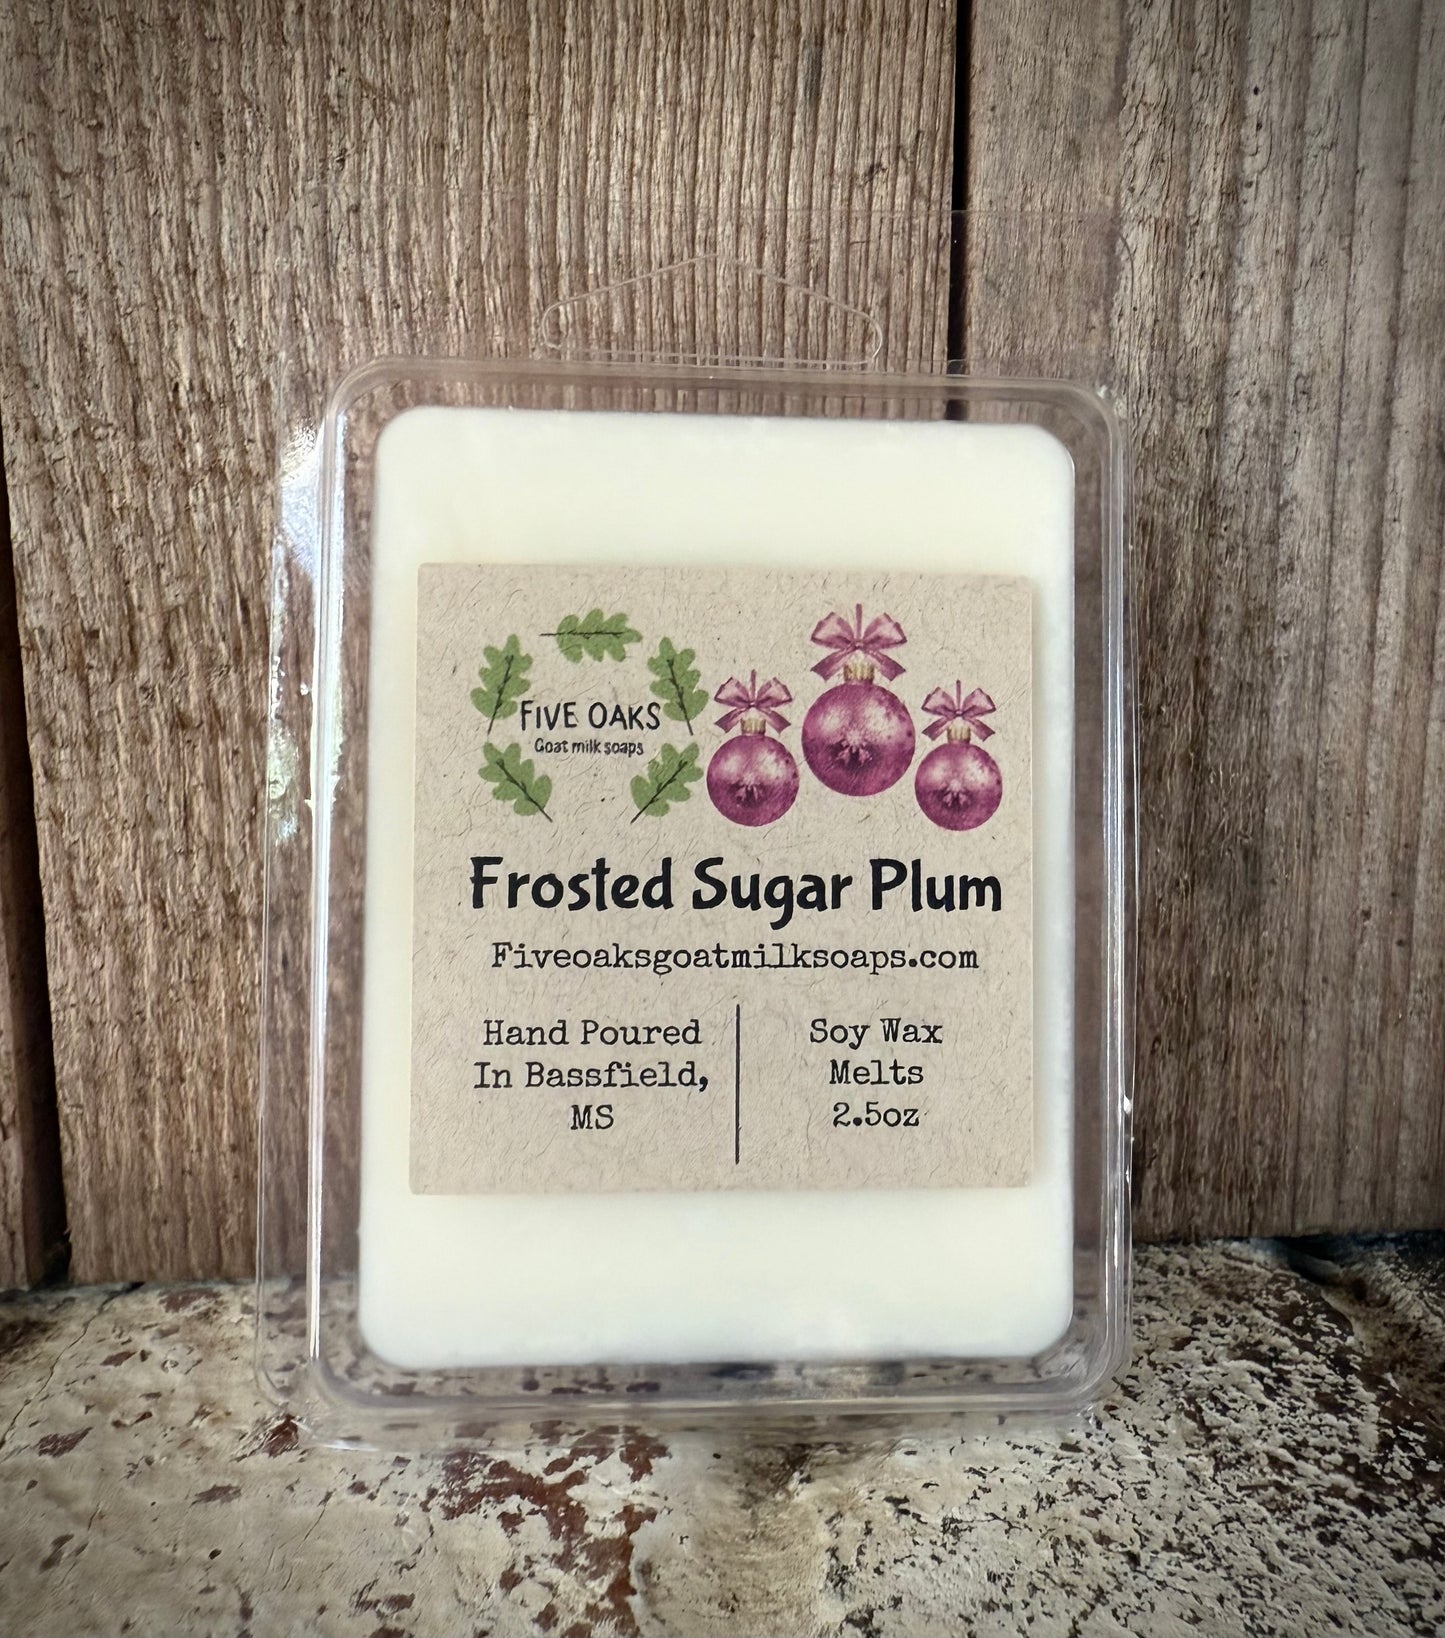 FIVE OAKS
Goat milk soaps
Frosted Sugar Plum
Fiveoaksgoatmilksoaps.com
Hand Poured
In Bassfield,
MS
Soy Wax
Melts
2.5oz